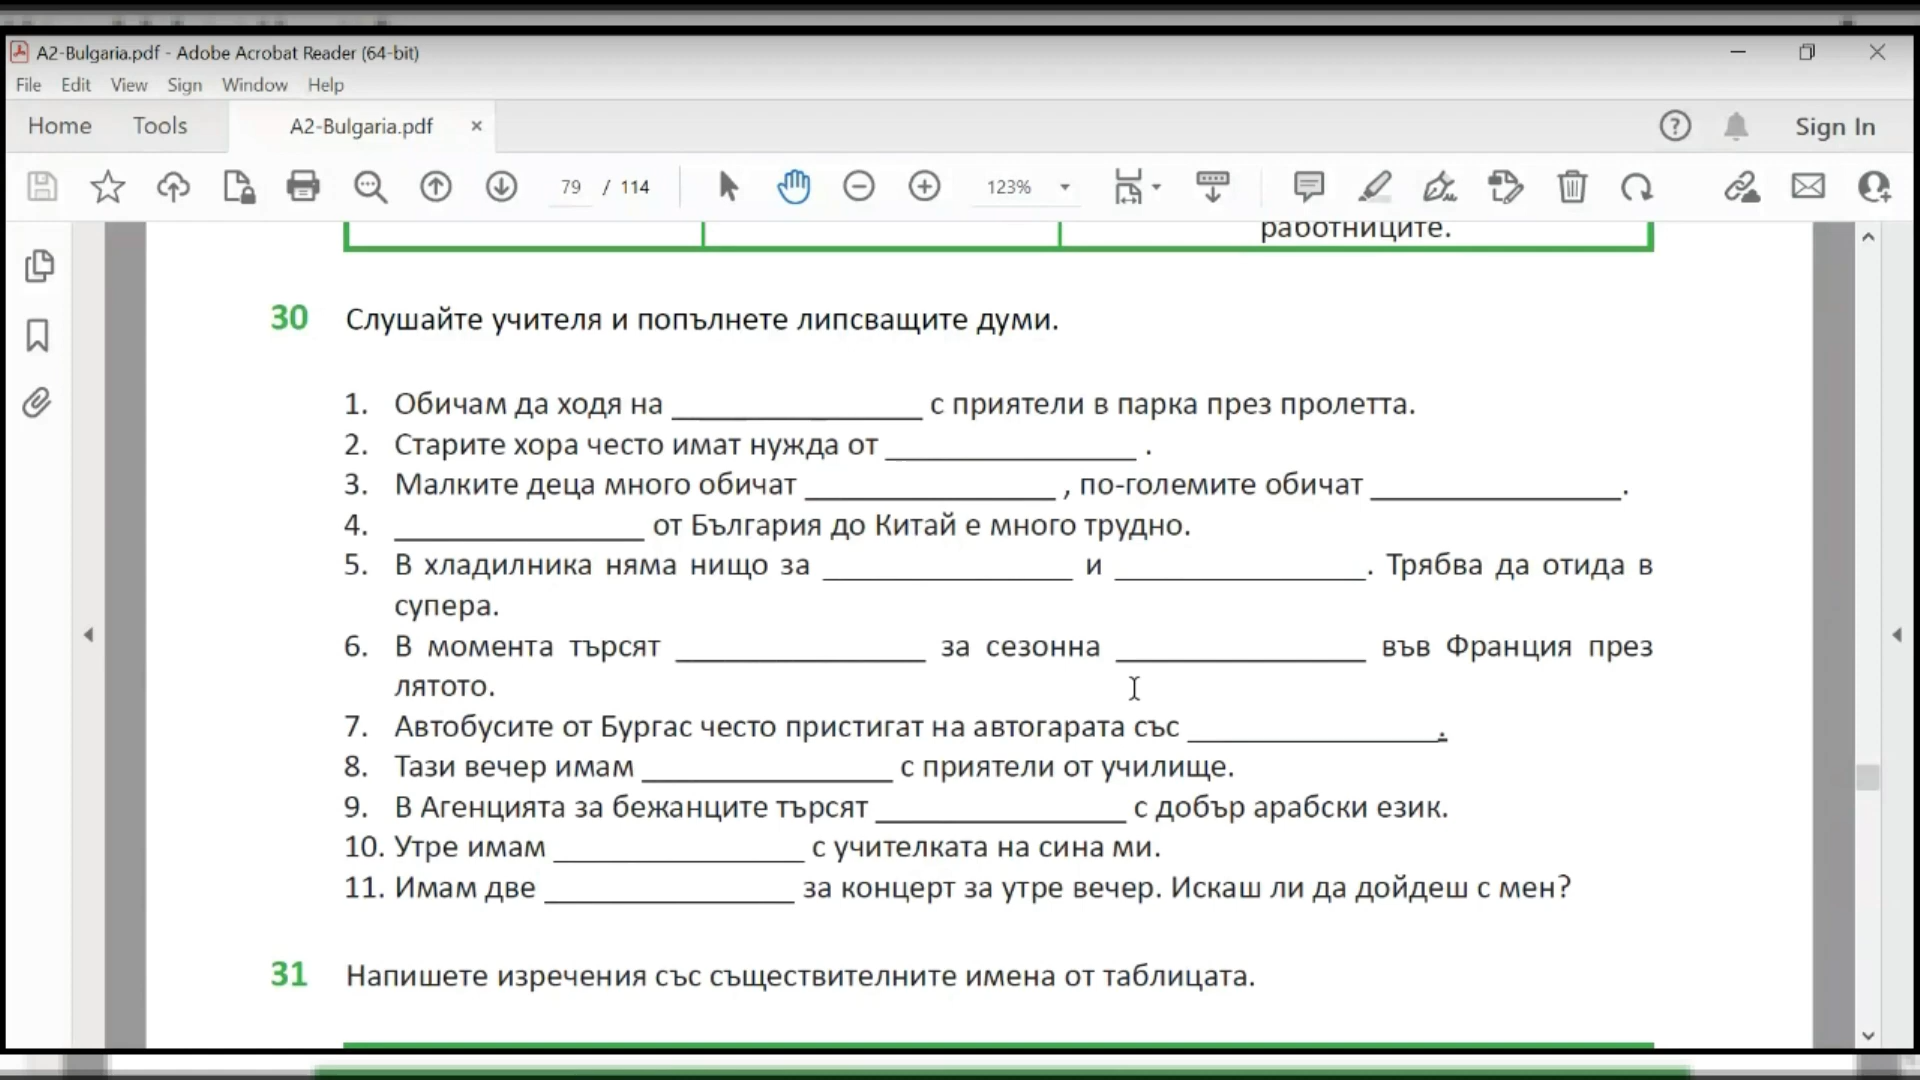 A2-Bulgaria.pdf - Adobe Acrobat Reader (64-bit)
File Edit View Sign Window Help
Home Tools A2-Bulgaria.pdf × Sign In
79 / 114 123%
работниците.
30 Слушайте учителя и попълнете липсващите думи.
1. Обичам да ходя на ________________ с приятели в парка през пролетта.
2. Старите хора често имат нужда от ________________ .
3. Малките деца много обичат ________________ , по-големите обичат ________________.
4. ________________ от България до Китай е много трудно.
5. В хладилника няма нищо за ________________ и ________________. Трябва да отида в
супера.
6. В момента търсят ________________ за сезонна ________________ във Франция през
лятото.
7. Автобусите от Бургас често пристигат на автогарата със ________________.
8. Тази вечер имам ________________ с приятели от училище.
9. В Агенцията за бежанците търсят ________________ с добър арабски език.
10. Утре имам ________________ с учителката на сина ми.
11. Имам две ________________ за концерт за утре вечер. Искаш ли да дойдеш с мен?
31 Напишете изречения със съществителните имена от таблицата.